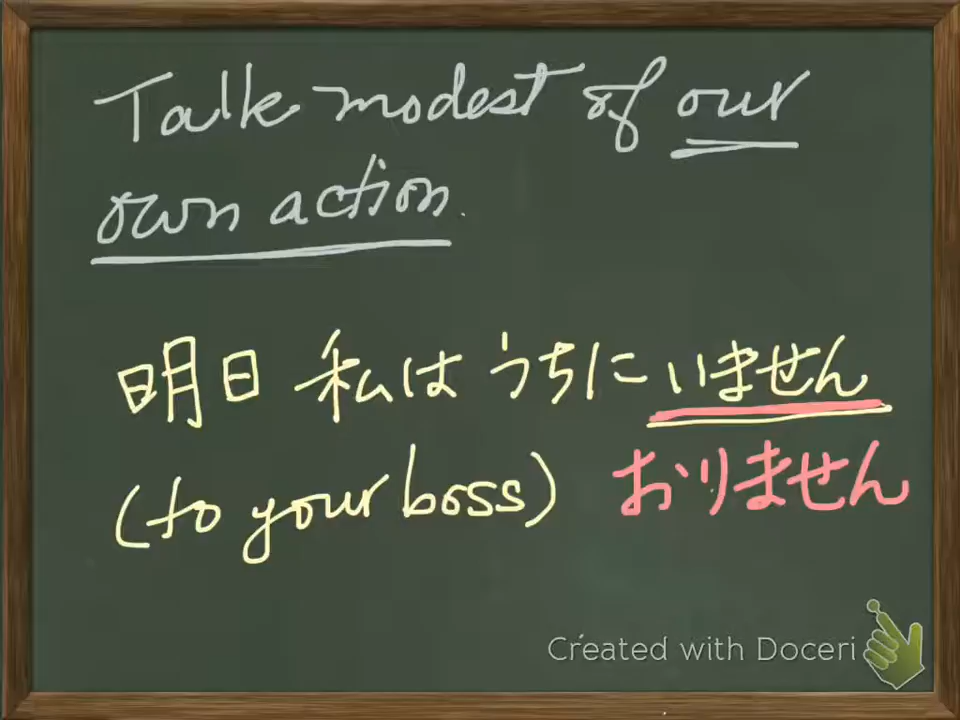 Talk modest of our
own action.
明日 私は うちに いません
(to your boss) おりません
Created with Doceri